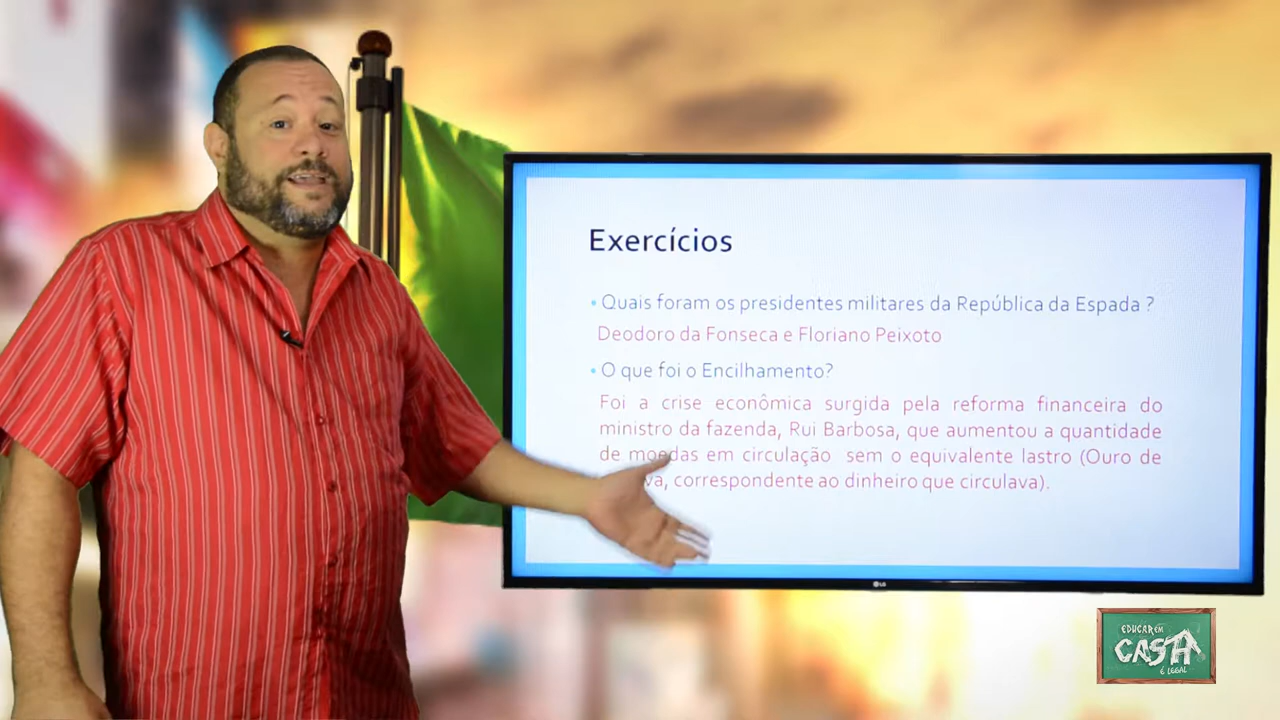 Exercícios
• Quais foram os presidentes militares da República da Espada ?
Deodoro da Fonseca e Floriano Peixoto
• O que foi o Encilhamento?
Foi a crise econômica surgida pela reforma financeira do
ministro da fazenda, Rui Barbosa, que aumentou a quantidade
de moedas em circulação sem o equivalente lastro (Ouro de
correspondente ao dinheiro que circulava).
LG
EDUCAR EM
CASA
É LEGAL